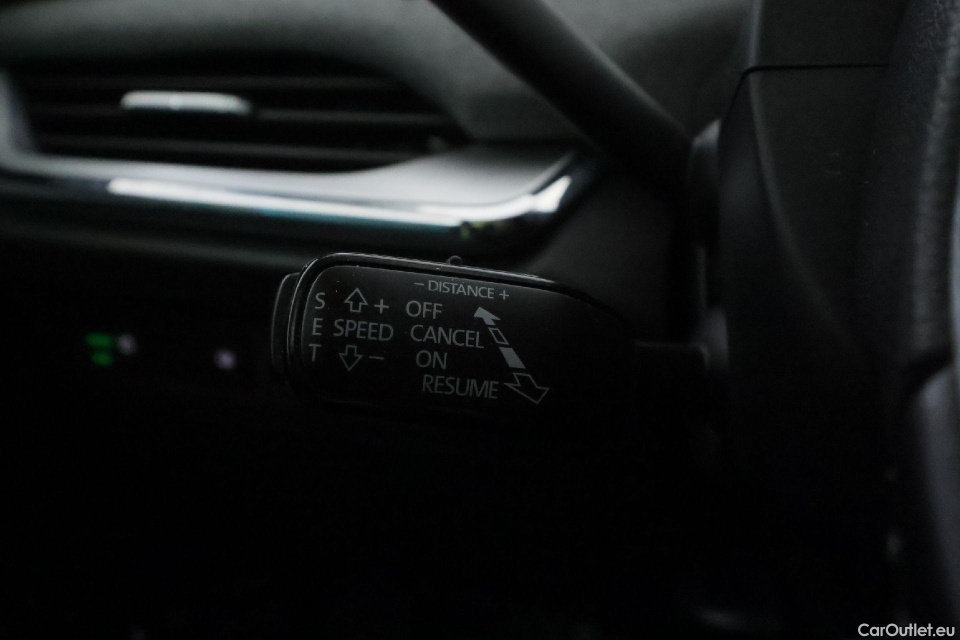 - DISTANCE +
S
E
T
+
SPEED
-
OFF
CANCEL
ON
RESUME
CarOutlet.eu